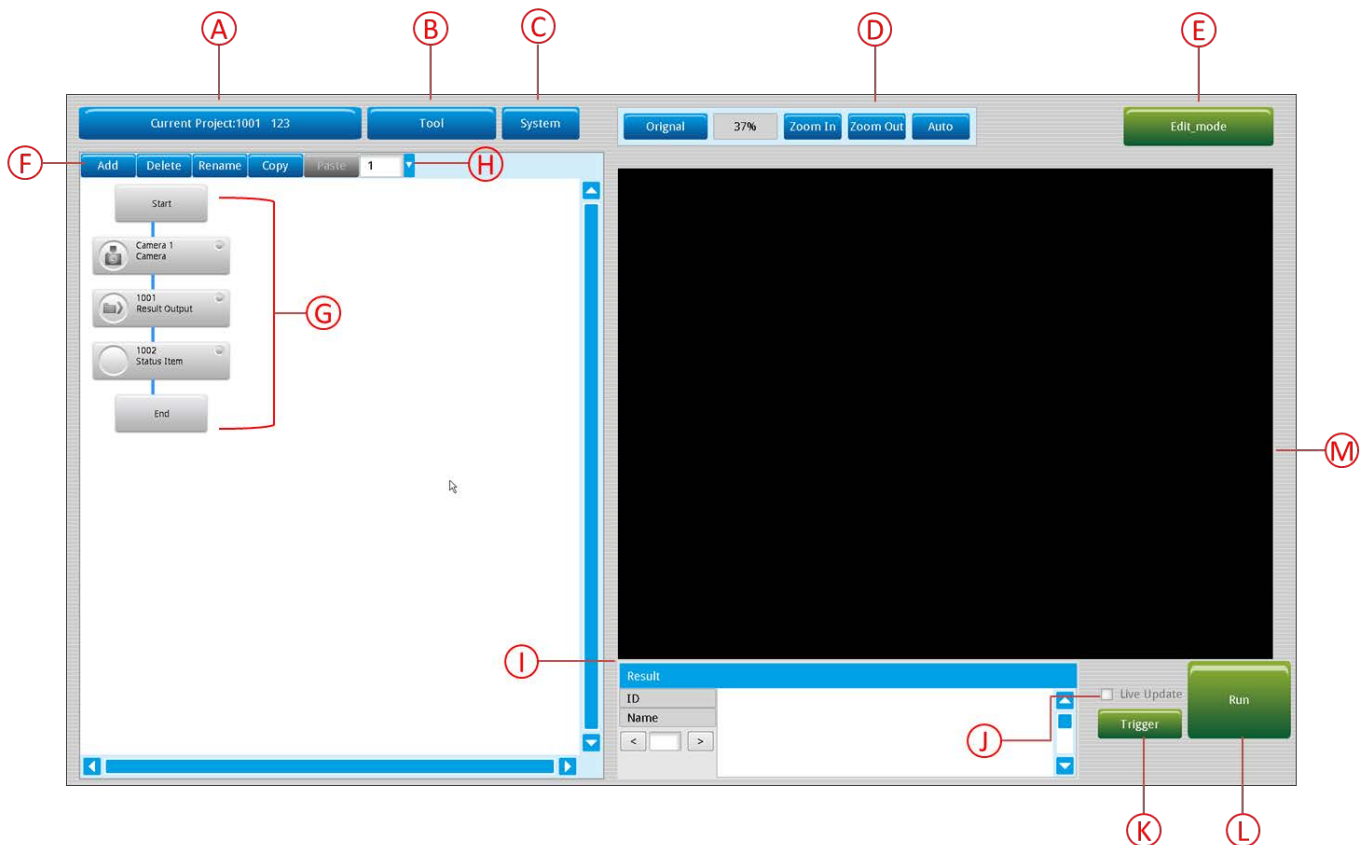 A
B
C
D
E
Current Project:1001 123
Tool
System
Orignal
37%
Zoom In
Zoom Out
Auto
Edit_mode
F
Add
Delete
Rename
Copy
Paste
1
H
Start
Camera 1
Camera
1001
Result Output
G
1002
Status Item
End
M
I
Result
ID
Name
<
>
J
Live Update
Trigger
Run
K
L